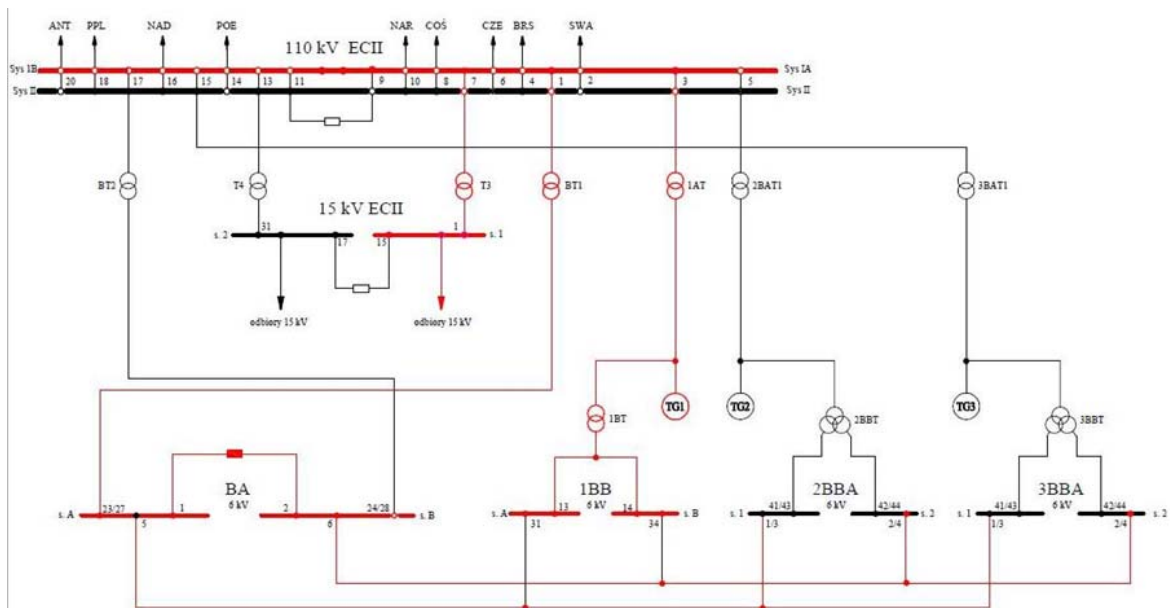 ANT PPL NAD POE NAR COŚ CZE BRS SWA
110 kV ECII
Sys 1B Sys IA
20 18 17 16 15 14 13 11 9 10 8 7 6 4 1 2 3 5
Sys II Sys II
BT2 T4 T3 BT1 1AT 2BAT1 3BAT1
15 kV ECII
s. 2 31 17 15 1 s. 1
odbiory 15 kV odbiory 15 kV
TG1 TG2 TG3
1BT 2BBT 3BBT
BA 1BB 2BBA 3BBA
6 kV 6 kV 6 kV 6 kV
23/27 1 2 24/28 13 14 41/43 42/44 41/43 42/44
s. A s. B s. A s. B s. 1 s. 2 s. 1 s. 2
5 6 31 34 1/3 2/4 1/3 2/4